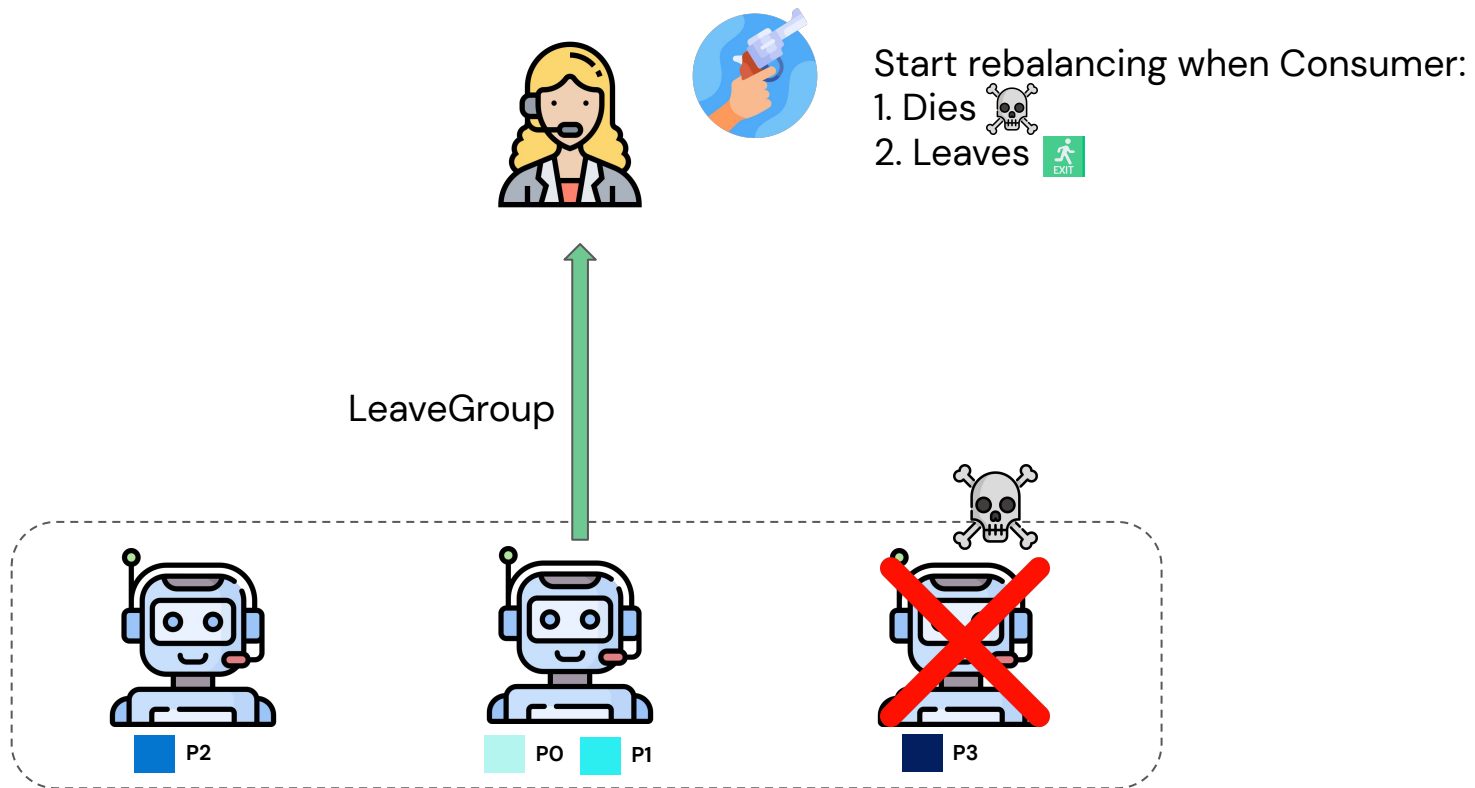 Start rebalancing when Consumer:
1. Dies
2. Leaves
EXIT
LeaveGroup
P2
P0
P1
P3